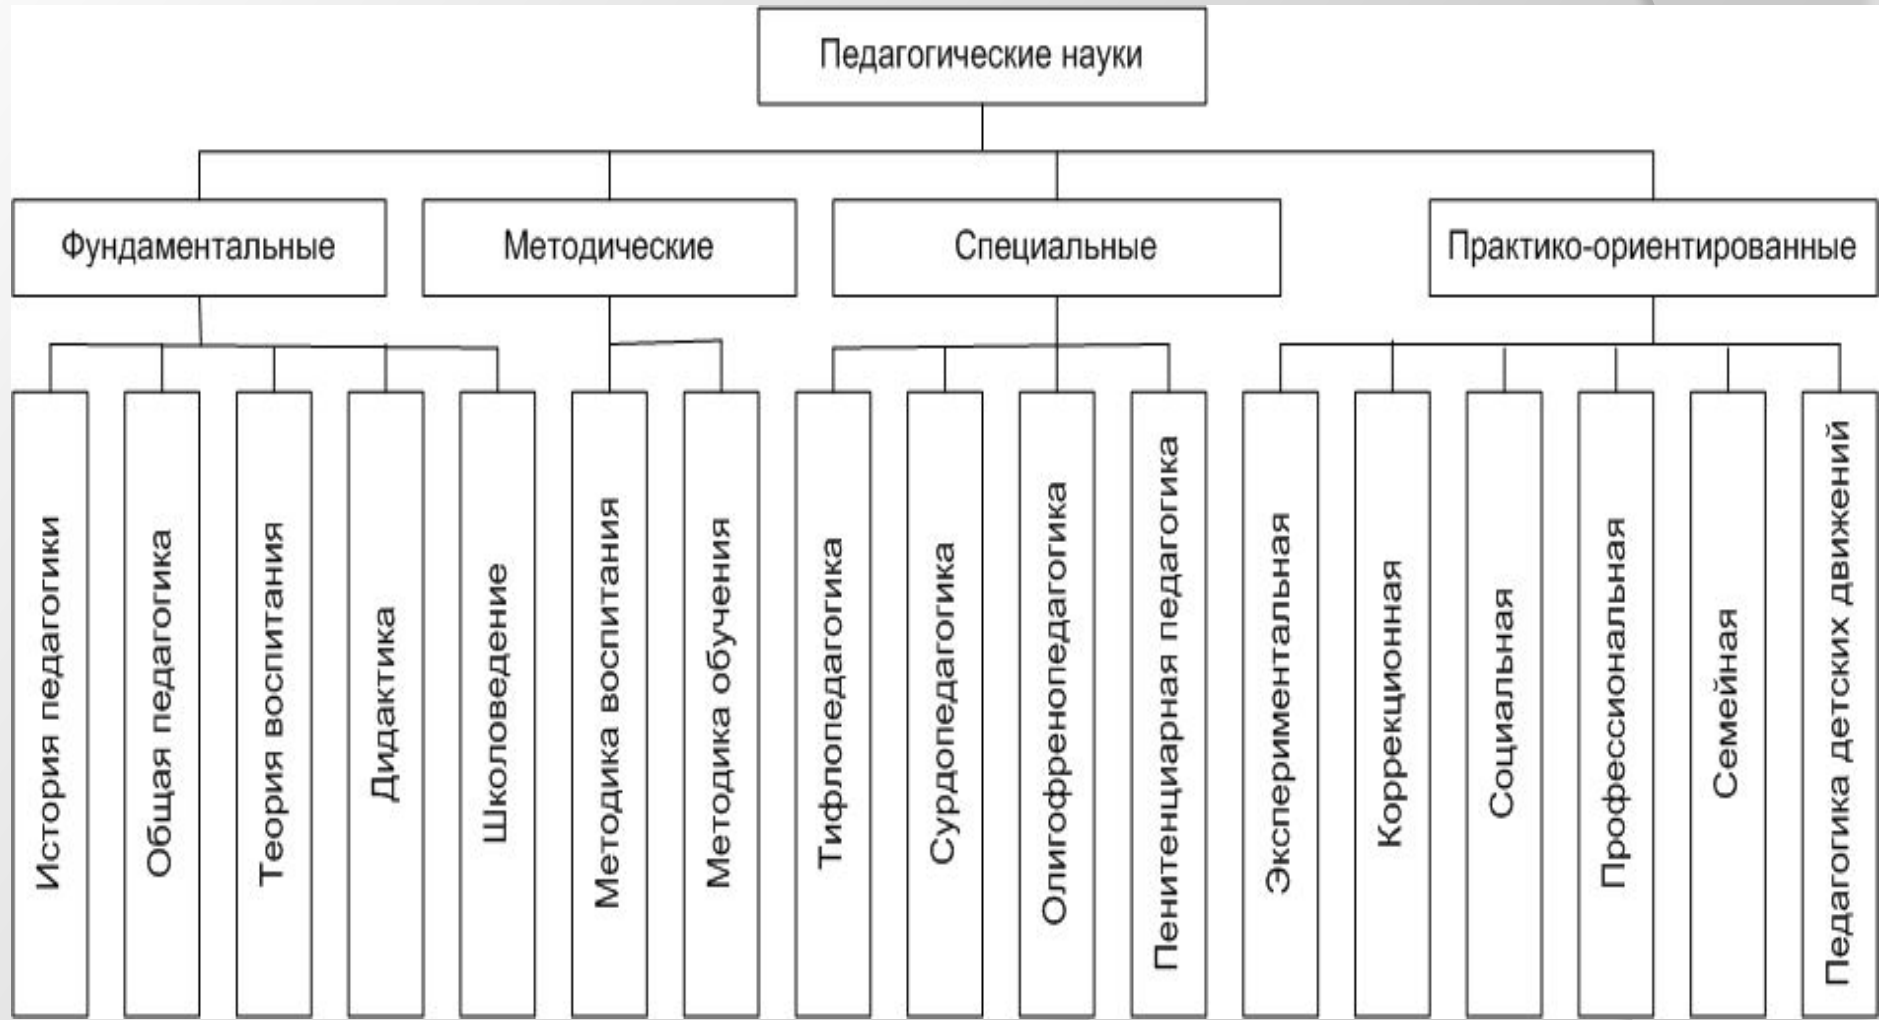 Педагогические науки
Фундаментальные
Методические
Специальные
Практико-ориентированные
История педагогики
Общая педагогика
Теория воспитания
Дидактика
Школоведение
Методика воспитания
Методика обучения
Тифлопедагогика
Сурдопедагогика
Олигофренопедагогика
Пенитенциарная педагогика
Экспериментальная
Коррекционная
Социальная
Профессиональная
Семейная
Педагогика детских движений